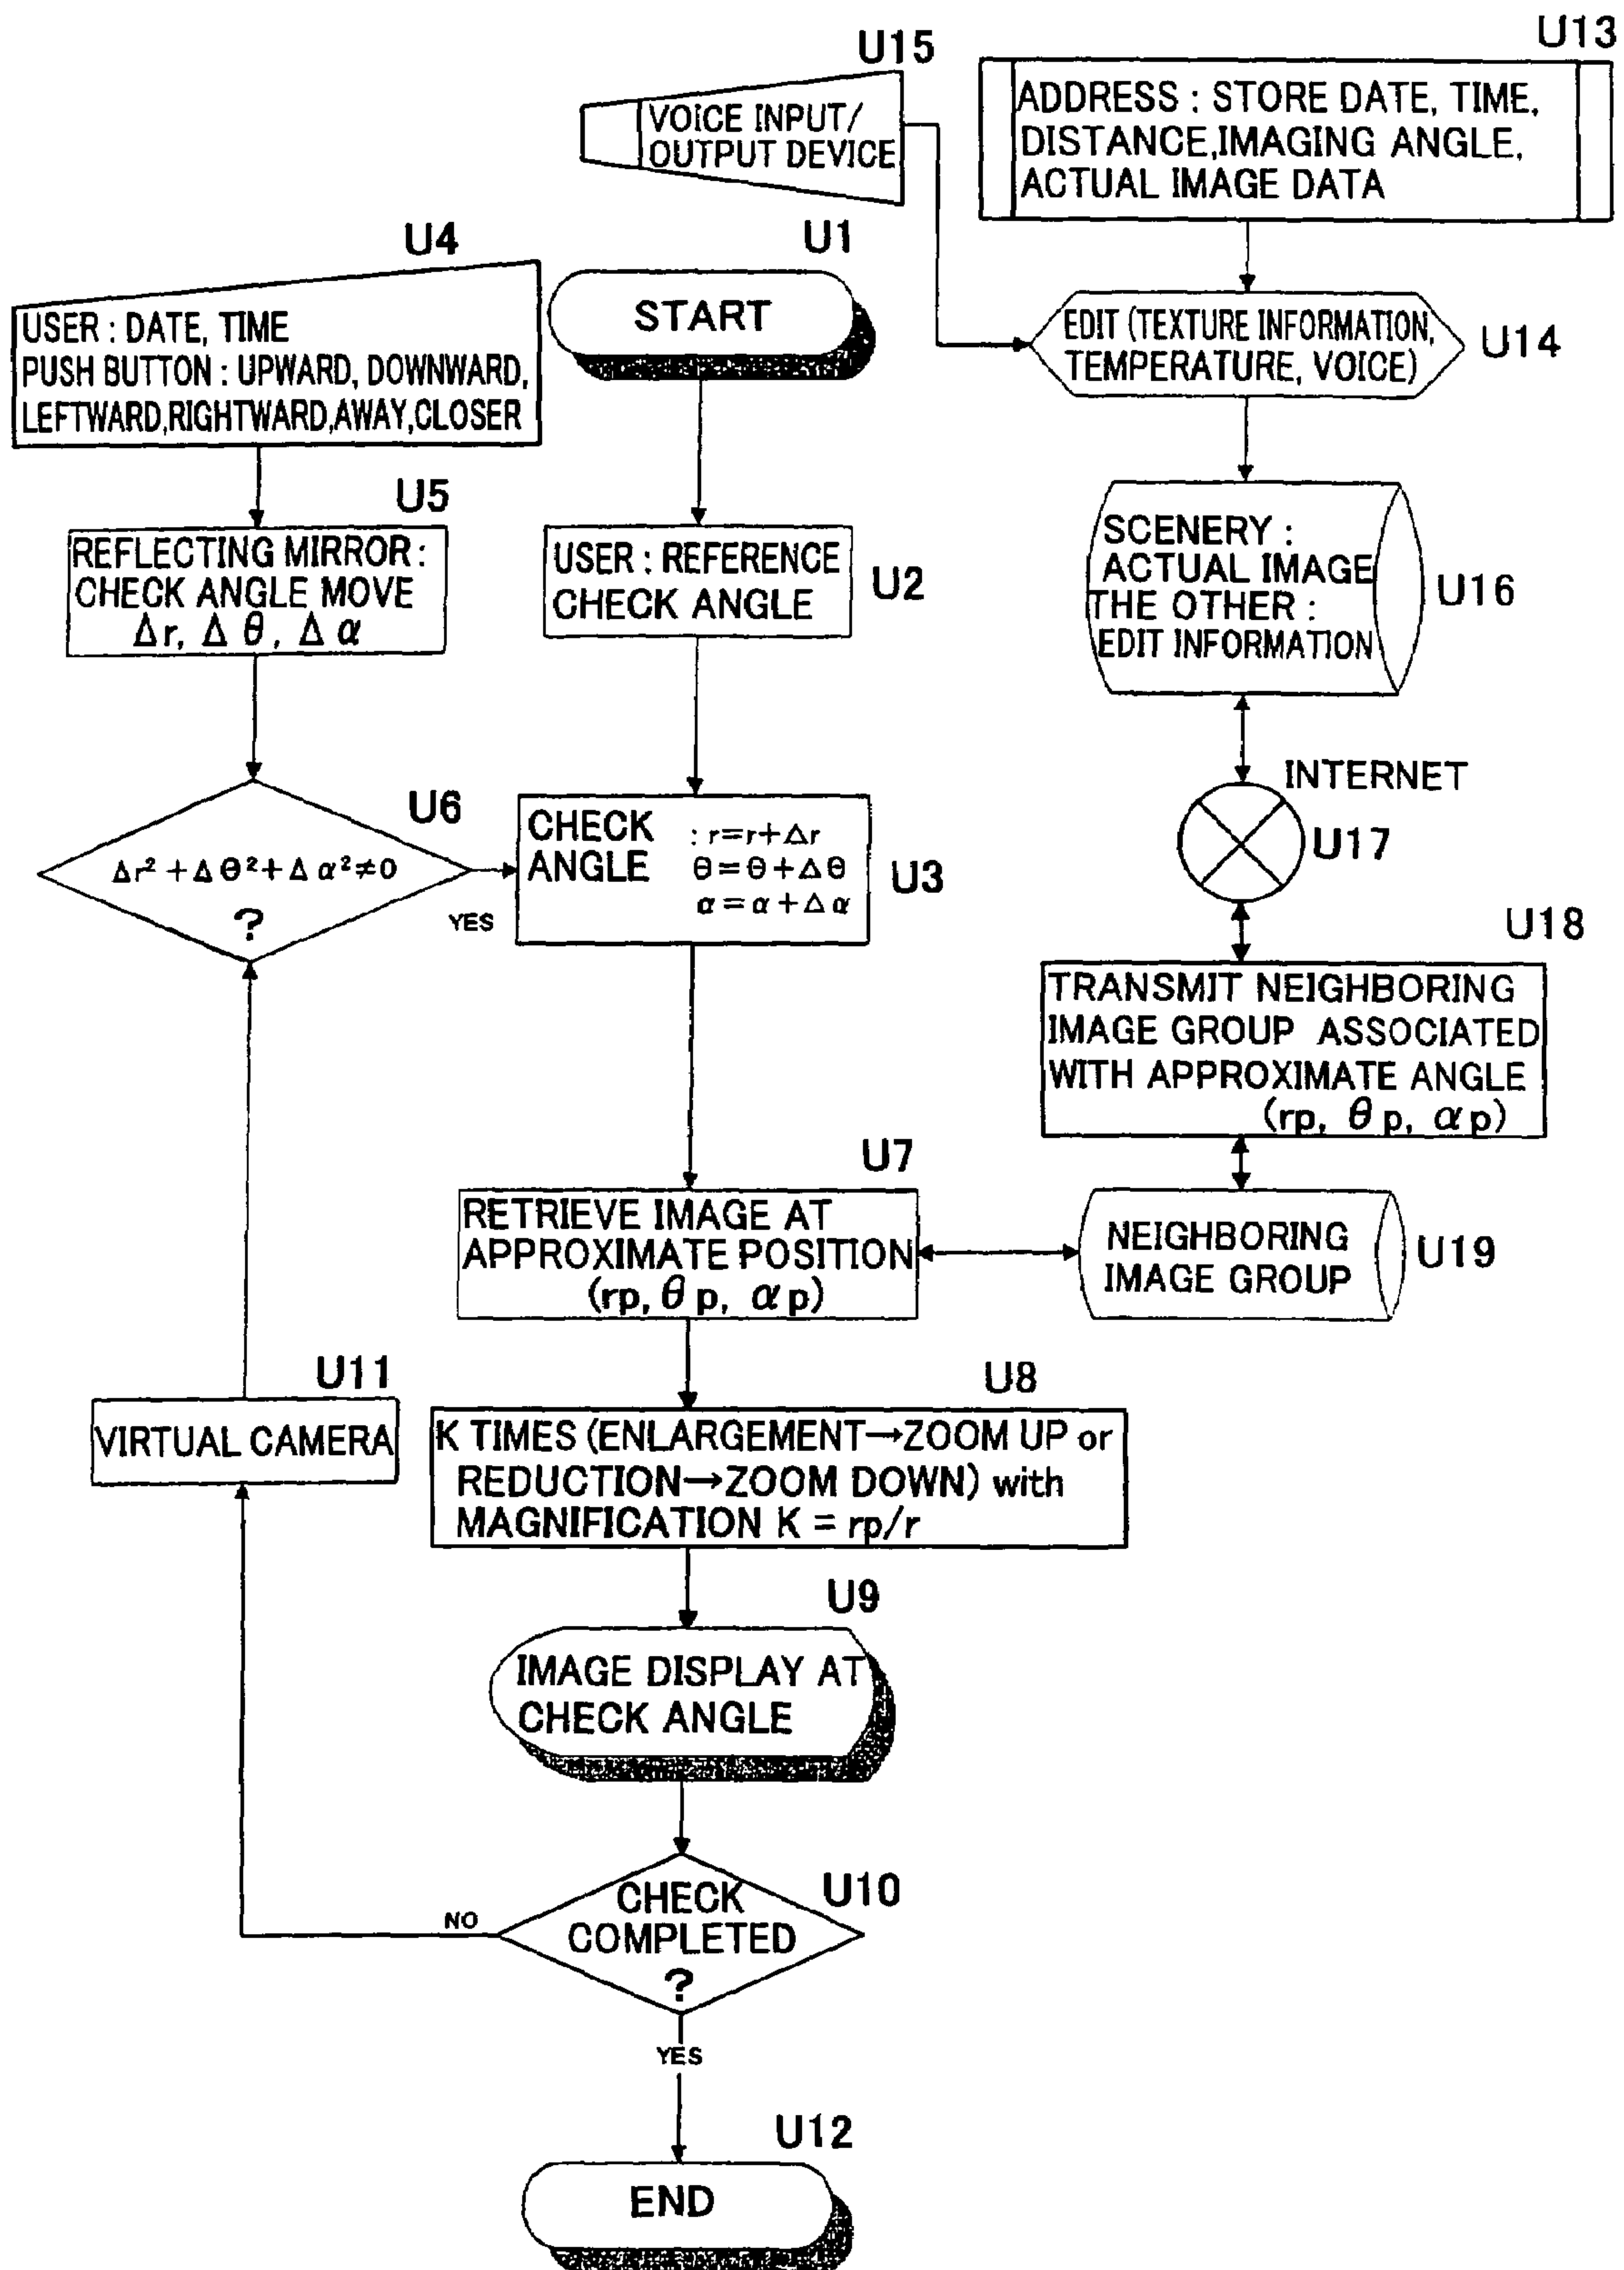 U15
VOICE INPUT/
OUTPUT DEVICE
U13
ADDRESS : STORE DATE, TIME,
DISTANCE,IMAGING ANGLE,
ACTUAL IMAGE DATA
U4
USER : DATE, TIME
PUSH BUTTON : UPWARD, DOWNWARD,
LEFTWARD,RIGHTWARD,AWAY,CLOSER
U1
START
EDIT (TEXTURE INFORMATION,
TEMPERATURE, VOICE)
U14
U5
REFLECTING MIRROR :
CHECK ANGLE MOVE
Δr, Δθ, Δα
USER : REFERENCE
CHECK ANGLE
U2
SCENERY :
ACTUAL IMAGE
THE OTHER :
EDIT INFORMATION
U16
INTERNET
U17
U6
Δr²+Δθ²+Δα²≠0
?
YES
CHECK
ANGLE
: r=r+Δr
θ=θ+Δθ
α=α+Δα
U3
U18
TRANSMIT NEIGHBORING
IMAGE GROUP ASSOCIATED
WITH APPROXIMATE ANGLE
(rp, θp, αp)
U7
RETRIEVE IMAGE AT
APPROXIMATE POSITION
(rp, θp, αp)
NEIGHBORING
IMAGE GROUP
U19
U11
VIRTUAL CAMERA
U8
K TIMES (ENLARGEMENT→ZOOM UP or
REDUCTION→ZOOM DOWN) with
MAGNIFICATION K = rp/r
U9
IMAGE DISPLAY AT
CHECK ANGLE
U10
CHECK
COMPLETED
?
NO
YES
U12
END